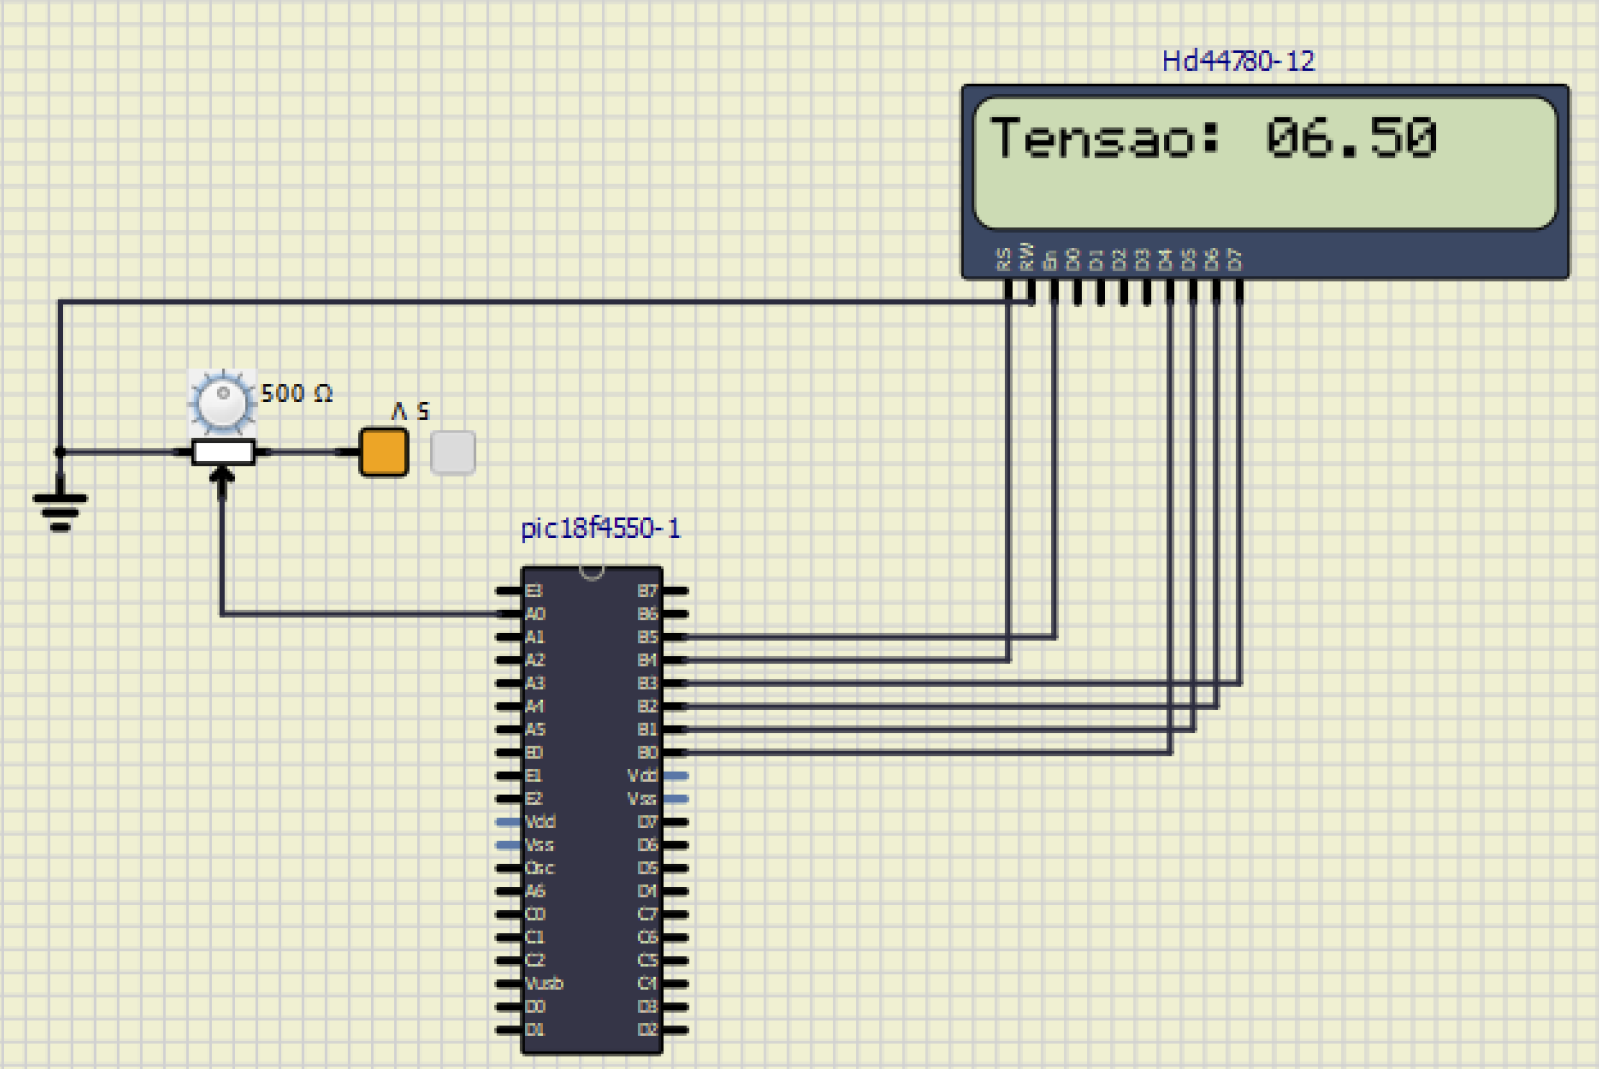 Hd44780-12
Tensao: 06.50
RS RW En D0 D1 D2 D3 D4 D5 D6 D7
500 Ω
5 V
pic18f4550-1
E3 B7
A0 B6
A1 B5
A2 B4
A3 B3
A4 B2
A5 B1
E0 B0
E1 Vdd
E2 Vss
Vdd D7
Vss D6
Osc D5
A6 D4
C0 C7
C1 C6
C2 C5
Vusb C4
D0 D3
D1 D2